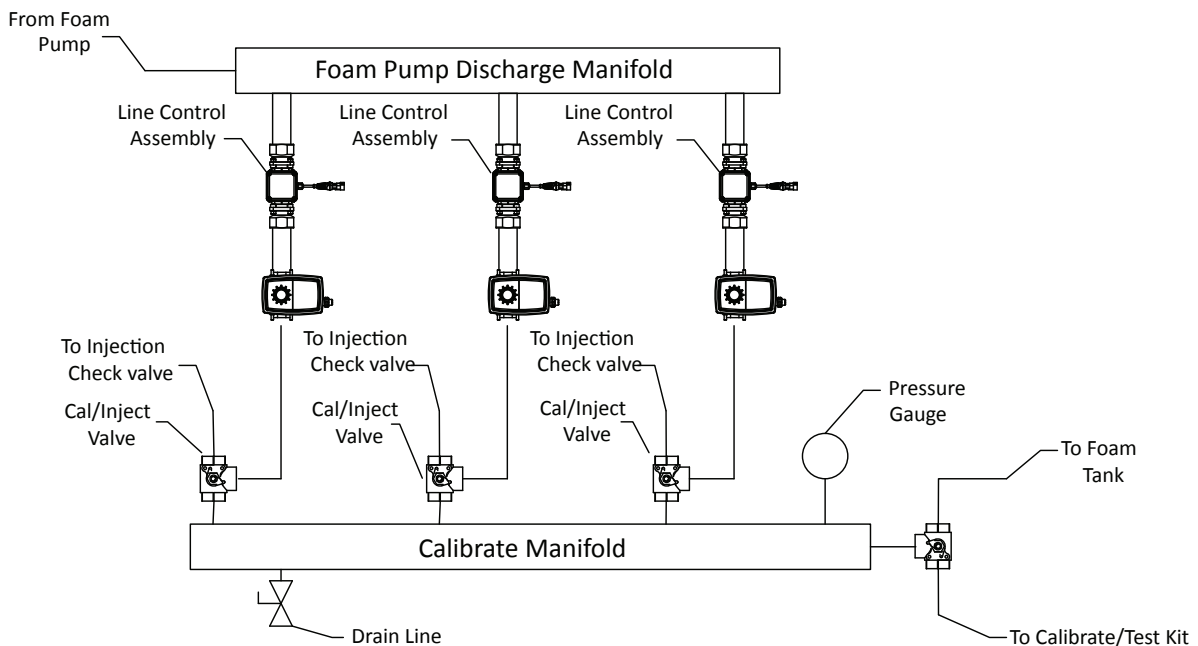 From Foam
Pump
Foam Pump Discharge Manifold
Line Control
Assembly
Line Control
Assembly
Line Control
Assembly
To Injection
Check valve
To Injection
Check valve
To Injection
Check valve
Cal/Inject
Valve
Cal/Inject
Valve
Cal/Inject
Valve
Pressure
Gauge
To Foam
Tank
Calibrate Manifold
Drain Line
To Calibrate/Test Kit